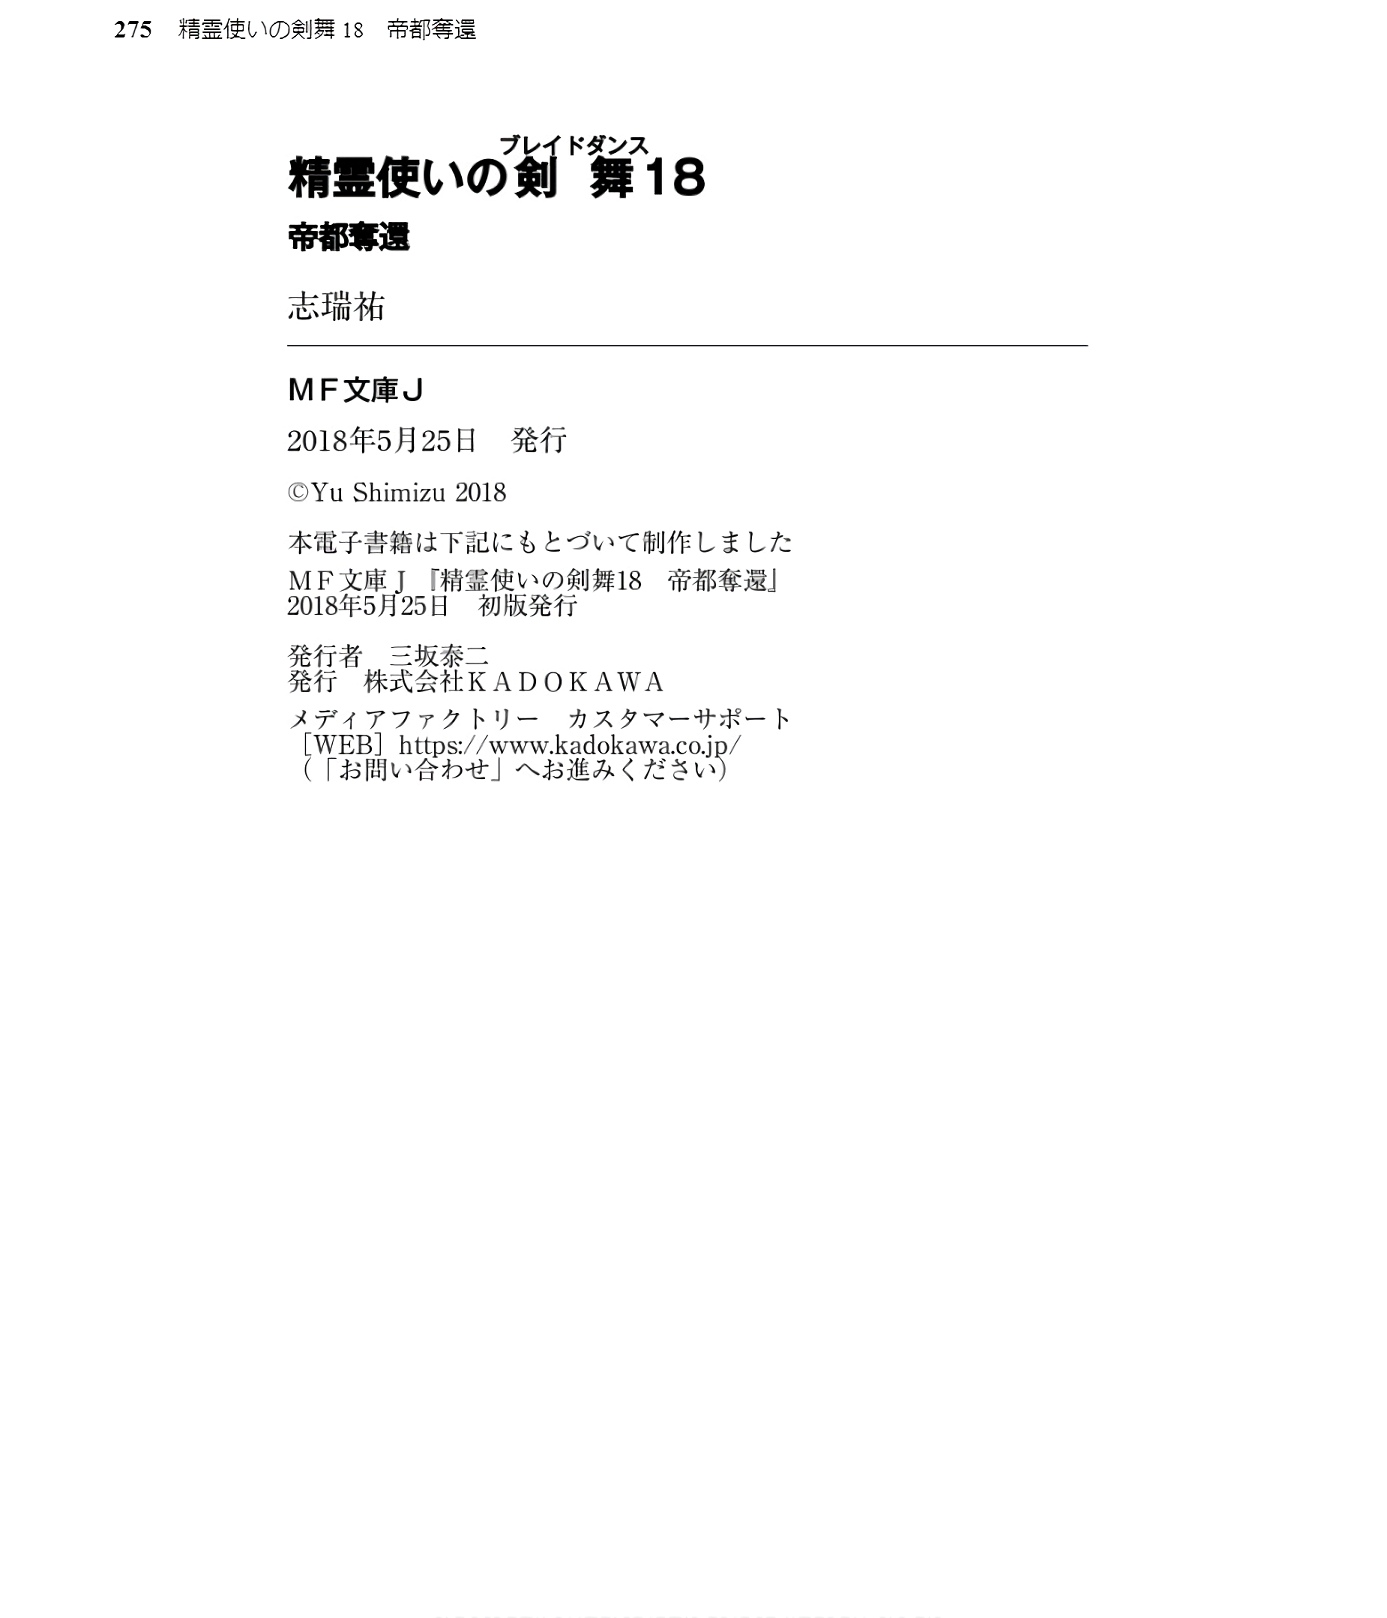 275　精霊使いの剣舞 18　帝都奪還
ブレイドダンス
精霊使いの剣舞18
帝都奪還
志瑞祐
ＭＦ文庫Ｊ
2018年5月25日　発行
©Yu Shimizu 2018
本電子書籍は下記にもとづいて制作しました
ＭＦ文庫Ｊ『精霊使いの剣舞18　帝都奪還』
2018年5月25日　初版発行
発行者　三坂泰二
発行　株式会社ＫＡＤＯＫＡＷＡ
メディアファクトリー　カスタマーサポート
［WEB］https://www.kadokawa.co.jp/
（「お問い合わせ」へお進みください）